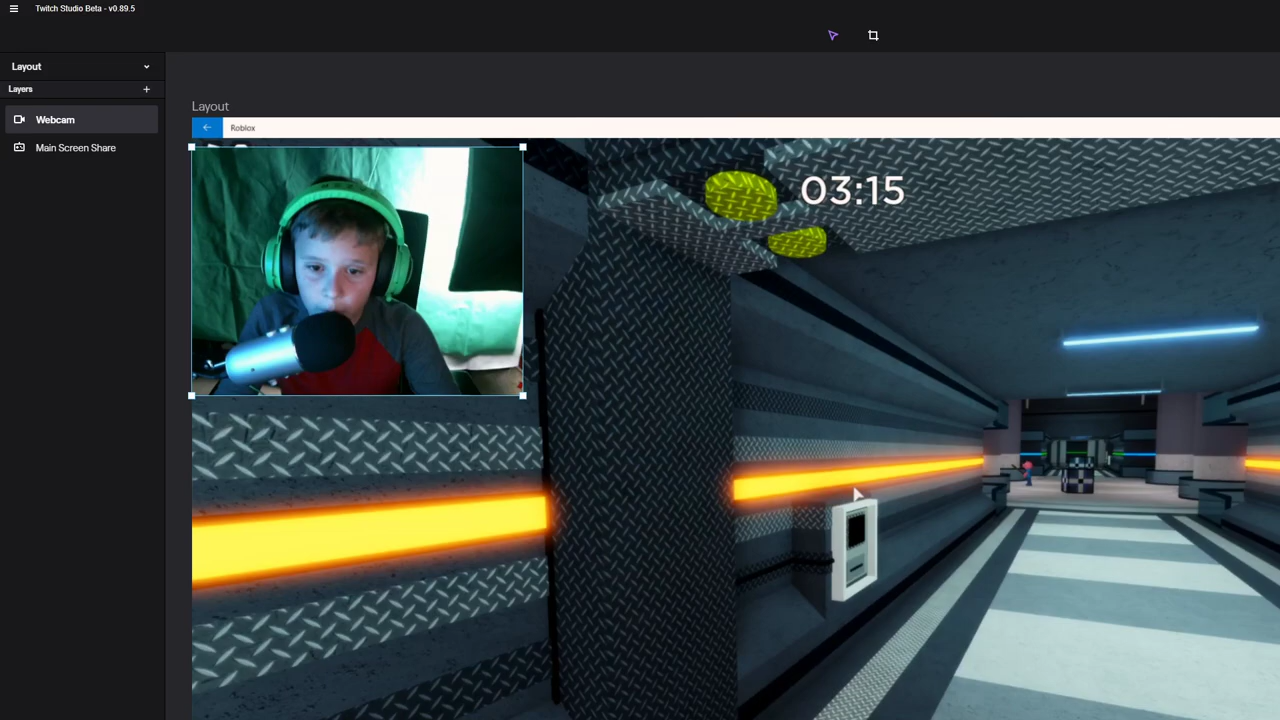 Twitch Studio Beta - v0.89.5
Layout
Layers
Webcam
Main Screen Share
Layout
Roblox
03:15